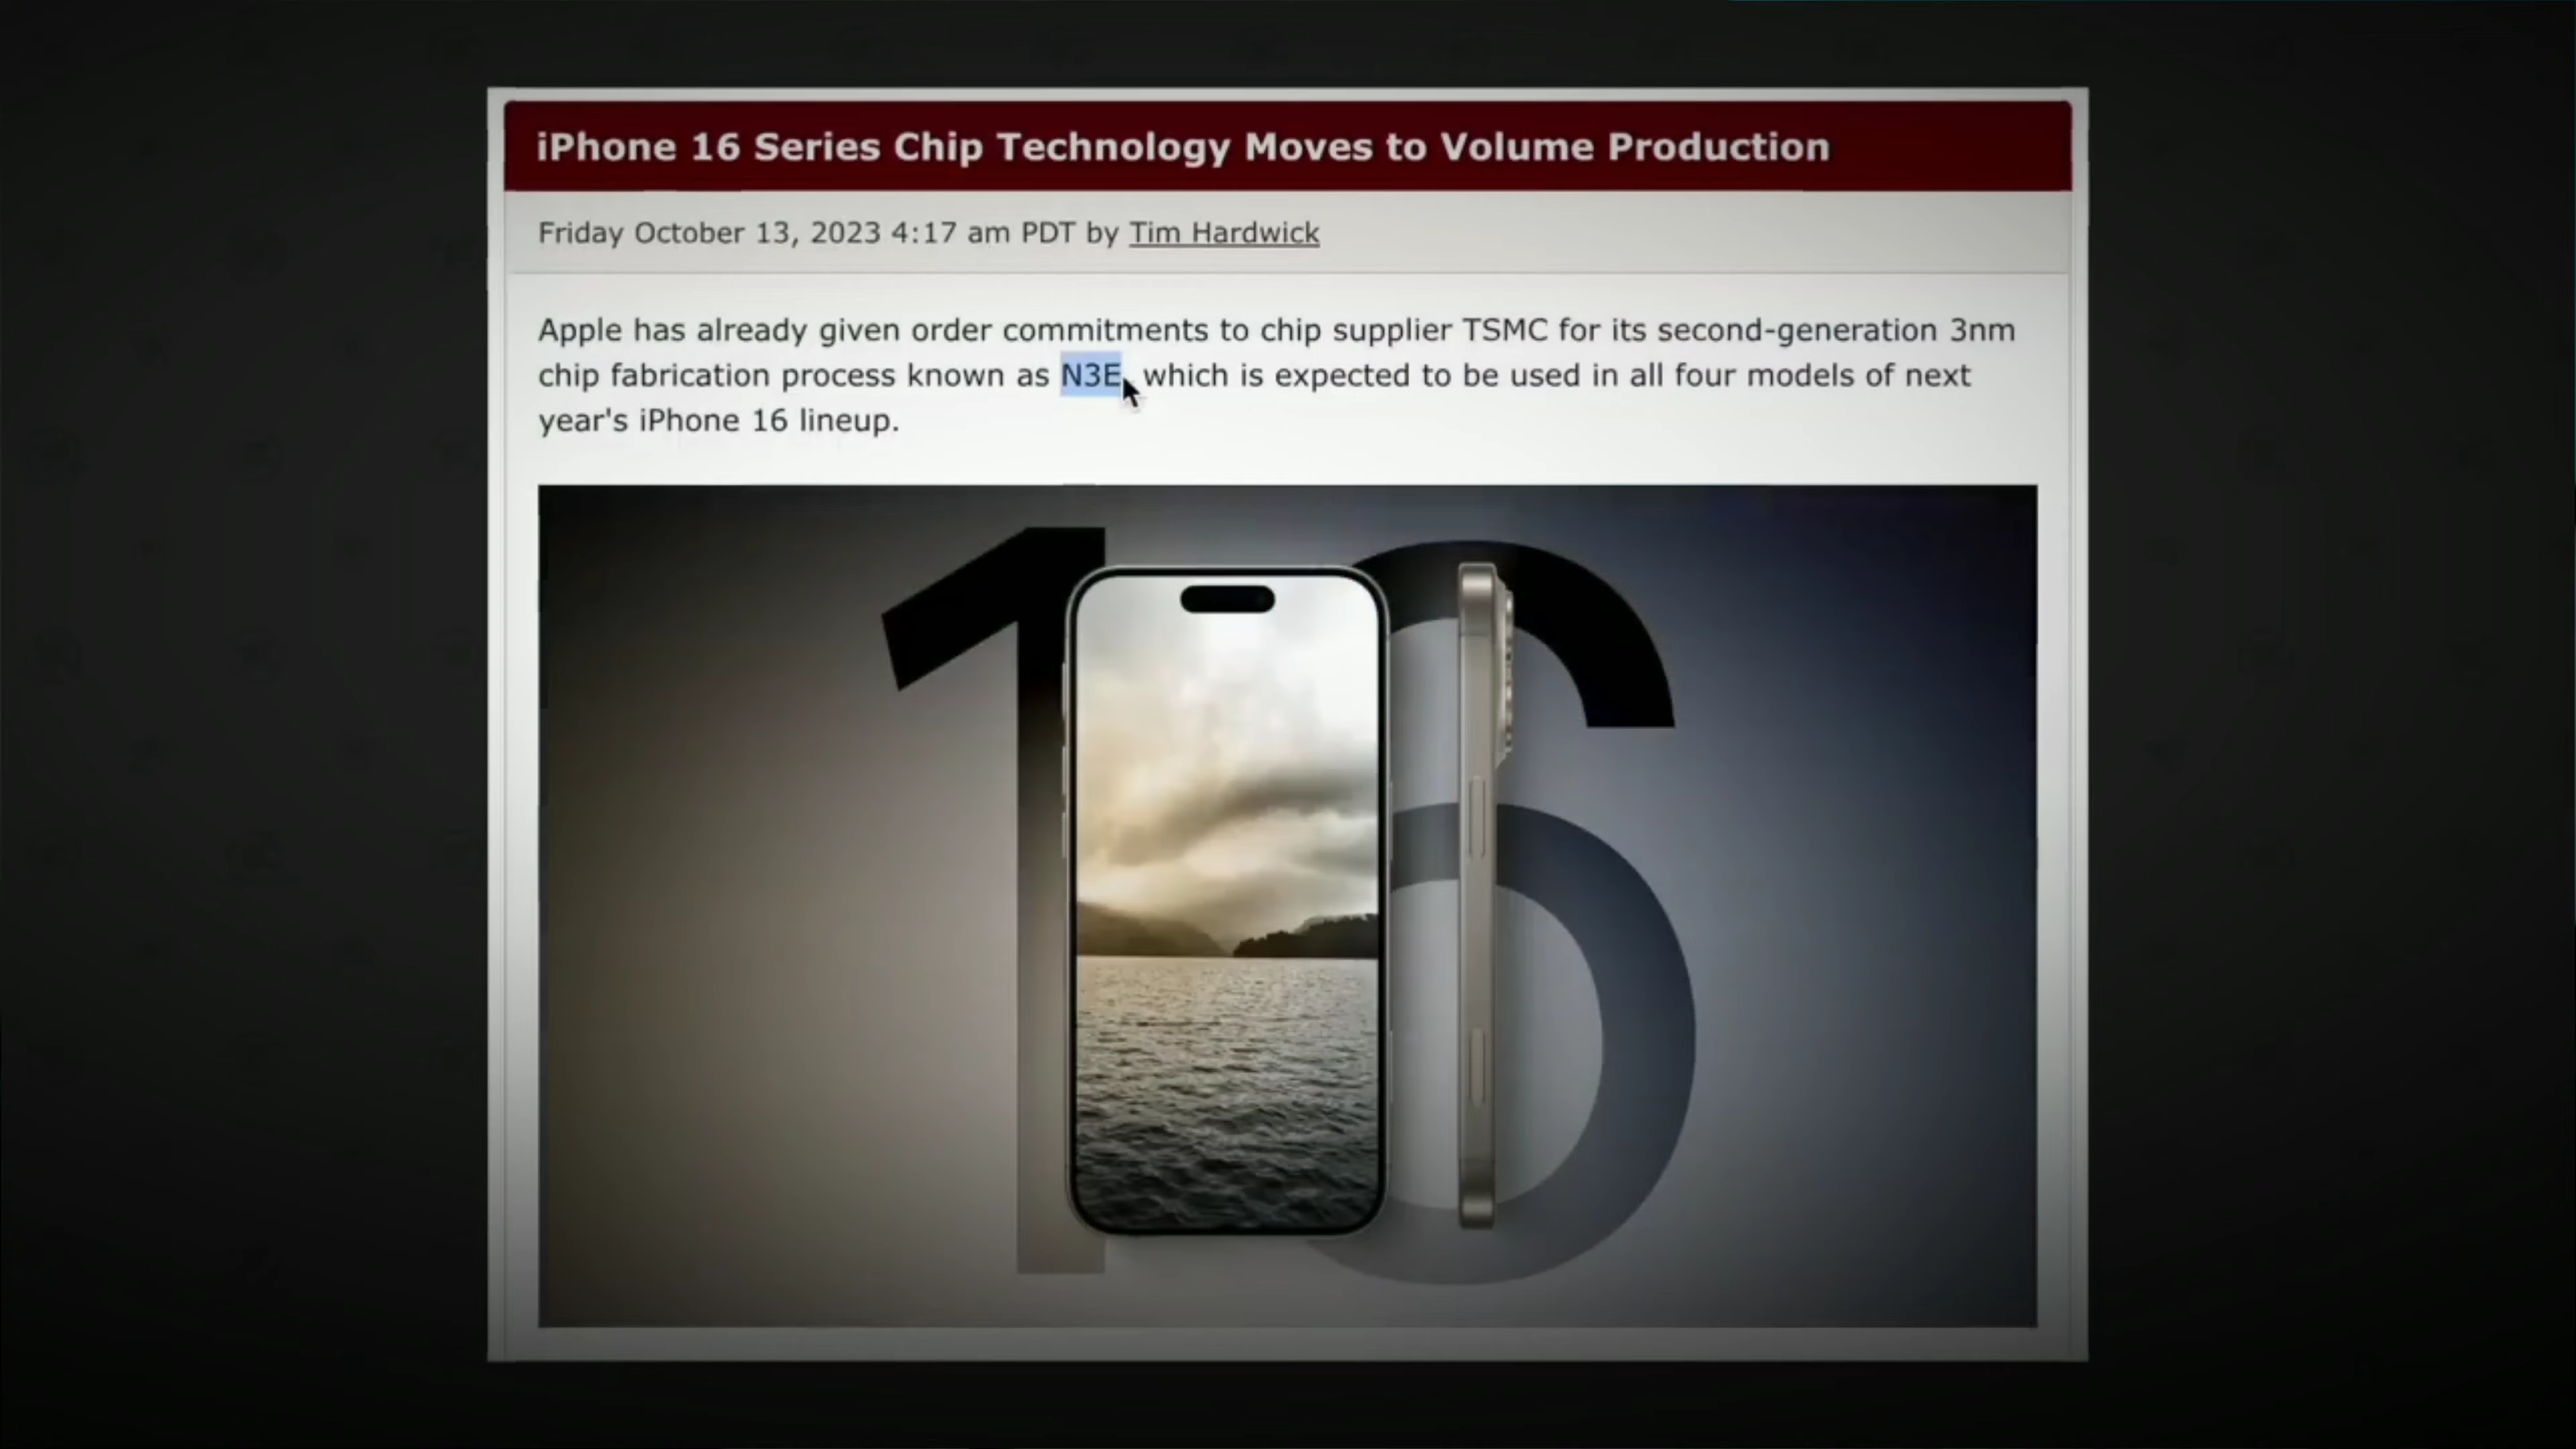 iPhone 16 Series Chip Technology Moves to Volume Production
Friday October 13, 2023 4:17 am PDT by Tim Hardwick
Apple has already given order commitments to chip supplier TSMC for its second-generation 3nm
chip fabrication process known as N3E, which is expected to be used in all four models of next
year's iPhone 16 lineup.
16